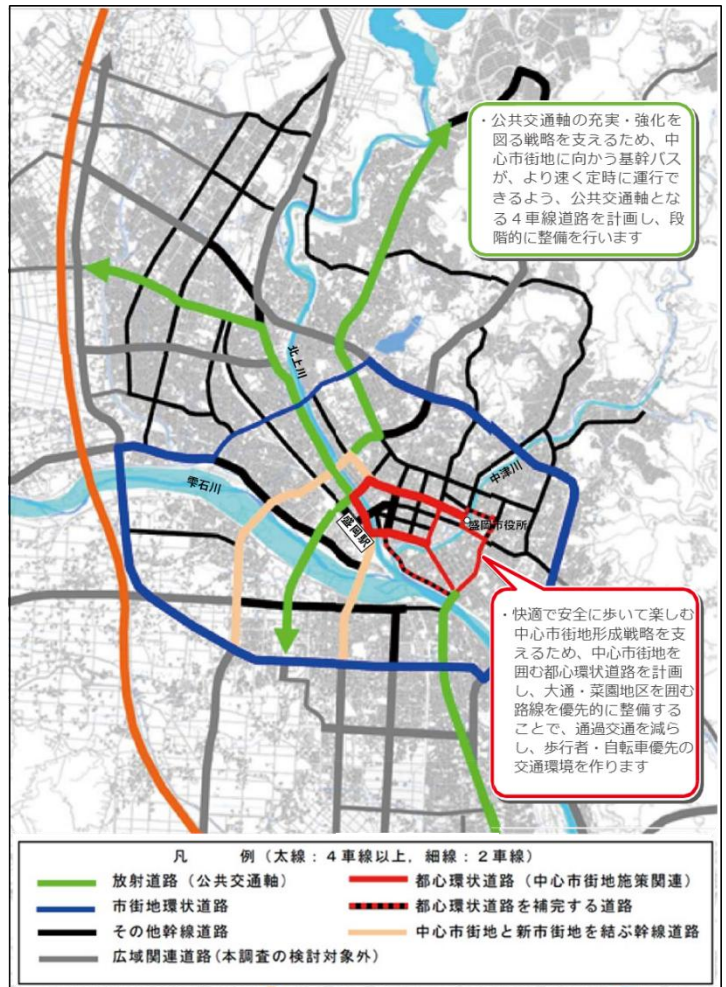 ・公共交通軸の充実・強化を
図る戦略を支えるため、中
心市街地に向かう基幹バス
が、より速く定時に運行で
きるよう、公共交通軸とな
る４車線道路を計画し、段
階的に整備を行います
北上川
中津川
雫石川
盛岡駅
盛岡市役所
・快適で安全に歩いて楽しむ
中心市街地形成戦略を支
えるため、中心市街地を
囲む都心環状道路を計画
し、大通・菜園地区を囲む
路線を優先的に整備する
ことで、通過交通を減ら
し、歩行者・自転車優先の
交通環境を作ります
凡　例（太線：４車線以上，細線：２車線）
放射道路（公共交通軸）
都心環状道路（中心市街地施策関連）
市街地環状道路
都心環状道路を補完する道路
その他幹線道路
中心市街地と新市街地を結ぶ幹線道路
広域関連道路(本調査の検討対象外)